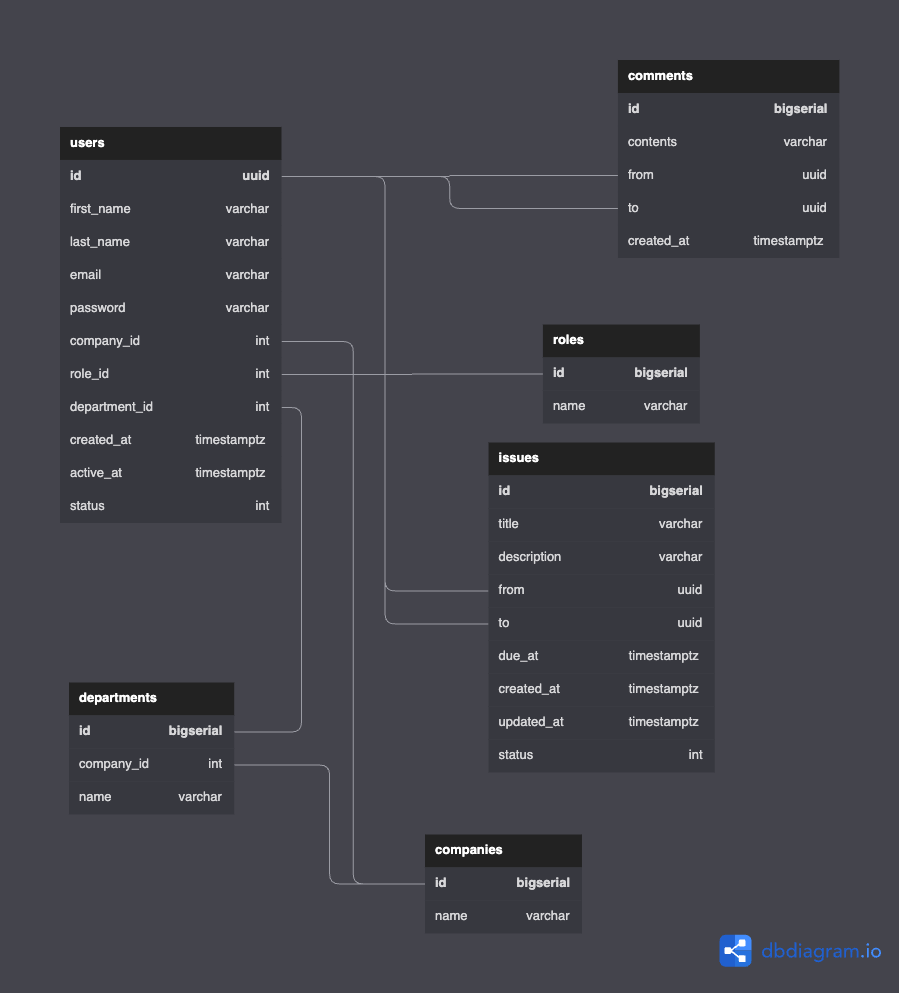 comments
id bigserial
contents varchar
from uuid
to uuid
created_at timestamptz
users
id uuid
first_name varchar
last_name varchar
email varchar
password varchar
company_id int
role_id int
department_id int
created_at timestamptz
active_at timestamptz
status int
roles
id bigserial
name varchar
issues
id bigserial
title varchar
description varchar
from uuid
to uuid
due_at timestamptz
created_at timestamptz
updated_at timestamptz
status int
departments
id bigserial
company_id int
name varchar
companies
id bigserial
name varchar
dbdiagram.io